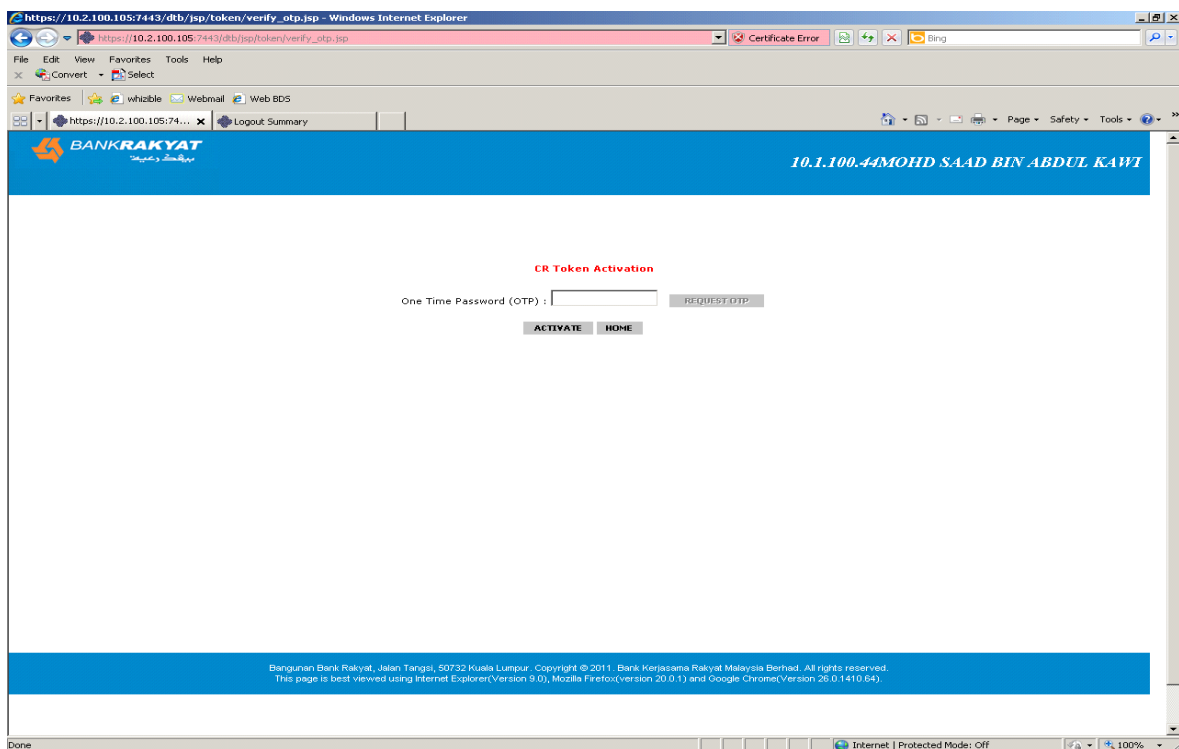 https://10.2.100.105:7443/dtb/jsp/token/verify_otp.jsp - Windows Internet Explorer
https://10.2.100.105:7443/dtb/jsp/token/verify_otp.jsp Certificate Error Bing
File Edit View Favorites Tools Help
x Convert Select
Favorites whizible Webmail Web BDS
https://10.2.100.105:74... Logout Summary Page Safety Tools
BANKRAKYAT
10.1.100.44MOHD SAAD BIN ABDUL KAWI
CR Token Activation
One Time Password (OTP) : REQUEST OTP
ACTIVATE HOME
Bangunan Bank Rakyat, Jalan Tangsi, 50732 Kuala Lumpur. Copyright © 2011. Bank Kerjasama Rakyat Malaysia Berhad. All rights reserved.
This page is best viewed using Internet Explorer(Version 9.0), Mozilla Firefox(version 20.0.1) and Google Chrome(Version 26.0.1410.64).
Done Internet | Protected Mode: Off 100%